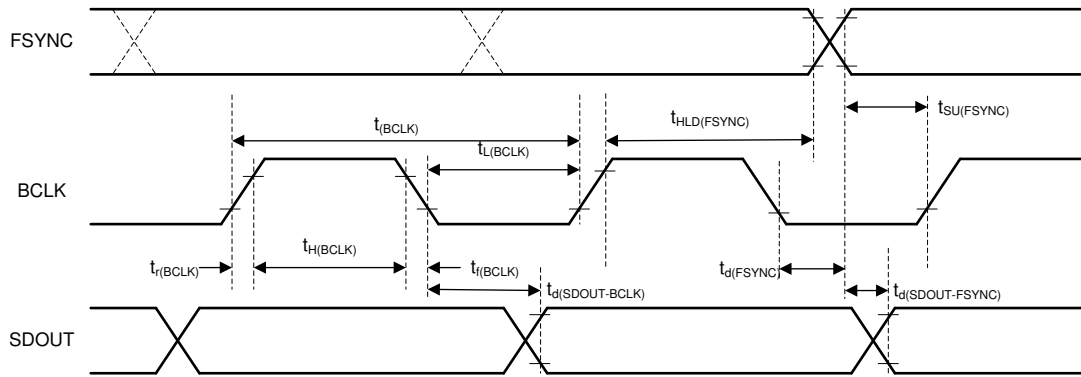 FSYNC
t(BCLK)
tHLD(FSYNC)
tSU(FSYNC)
tL(BCLK)
BCLK
tH(BCLK)
tr(BCLK)
tf(BCLK)
td(FSYNC)
td(SDOUT-BCLK)
td(SDOUT-FSYNC)
SDOUT